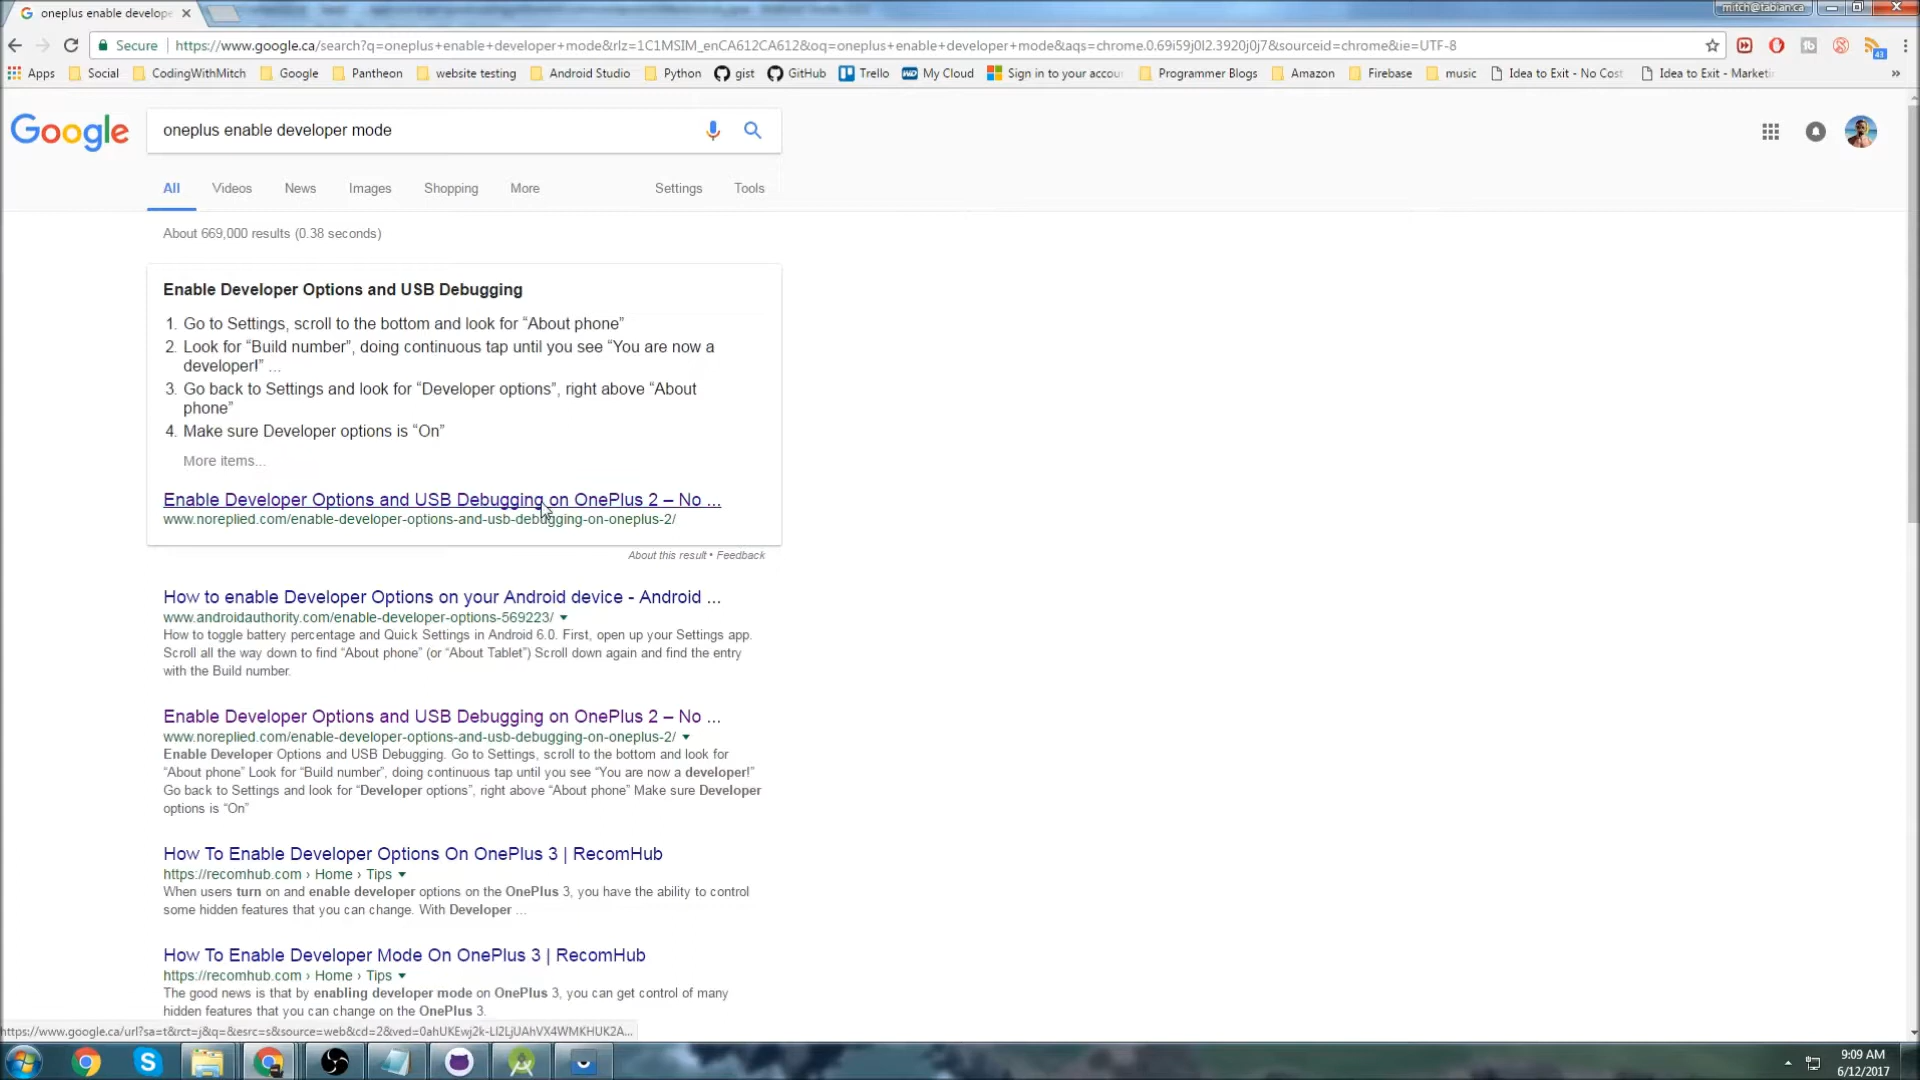 oneplus enable develope
mitch@tabian.ca
Secure
https://www.google.ca/search?q=oneplus+enable+developer+mode&rlz=1C1MSIM_enCA612CA612&oq=oneplus+enable+developer+mode&aqs=chrome.0.69i59j0l2.3920j0j7&sourceid=chrome&ie=UTF-8
Apps Social CodingWithMitch Google Pantheon website testing Android Studio Python gist GitHub Trello WD My Cloud Sign in to your accou Programmer Blogs Amazon Firebase music Idea to Exit - No Cost Idea to Exit - Marketi
43
Google
oneplus enable developer mode
All Videos News Images Shopping More Settings Tools
About 669,000 results (0.38 seconds)
Enable Developer Options and USB Debugging
1. Go to Settings, scroll to the bottom and look for “About phone”
2. Look for “Build number”, doing continuous tap until you see “You are now a
developer!” ...
3. Go back to Settings and look for “Developer options”, right above “About
phone”
4. Make sure Developer options is “On”
More items...
Enable Developer Options and USB Debugging on OnePlus 2 – No ...
www.noreplied.com/enable-developer-options-and-usb-debugging-on-oneplus-2/
About this result • Feedback
How to enable Developer Options on your Android device - Android ...
www.androidauthority.com/enable-developer-options-569223/
How to toggle battery percentage and Quick Settings in Android 6.0. First, open up your Settings app.
Scroll all the way down to find “About phone” (or “About Tablet”) Scroll down again and find the entry
with the Build number.
Enable Developer Options and USB Debugging on OnePlus 2 – No ...
www.noreplied.com/enable-developer-options-and-usb-debugging-on-oneplus-2/
Enable Developer Options and USB Debugging. Go to Settings, scroll to the bottom and look for
“About phone” Look for “Build number”, doing continuous tap until you see “You are now a developer!”
Go back to Settings and look for “Developer options”, right above “About phone” Make sure Developer
options is “On”
How To Enable Developer Options On OnePlus 3 | RecomHub
https://recomhub.com › Home › Tips
When users turn on and enable developer options on the OnePlus 3, you have the ability to control
some hidden features that you can change. With Developer ...
How To Enable Developer Mode On OnePlus 3 | RecomHub
https://recomhub.com › Home › Tips
The good news is that by enabling developer mode on OnePlus 3, you can get control of many
hidden features that you can change on the OnePlus 3.
https://www.google.ca/url?sa=t&rct=j&q=&esrc=s&source=web&cd=2&ved=0ahUKEwj2k-Ll2LjUAhVX4WMKHUK2A...
9:09 AM
6/12/2017